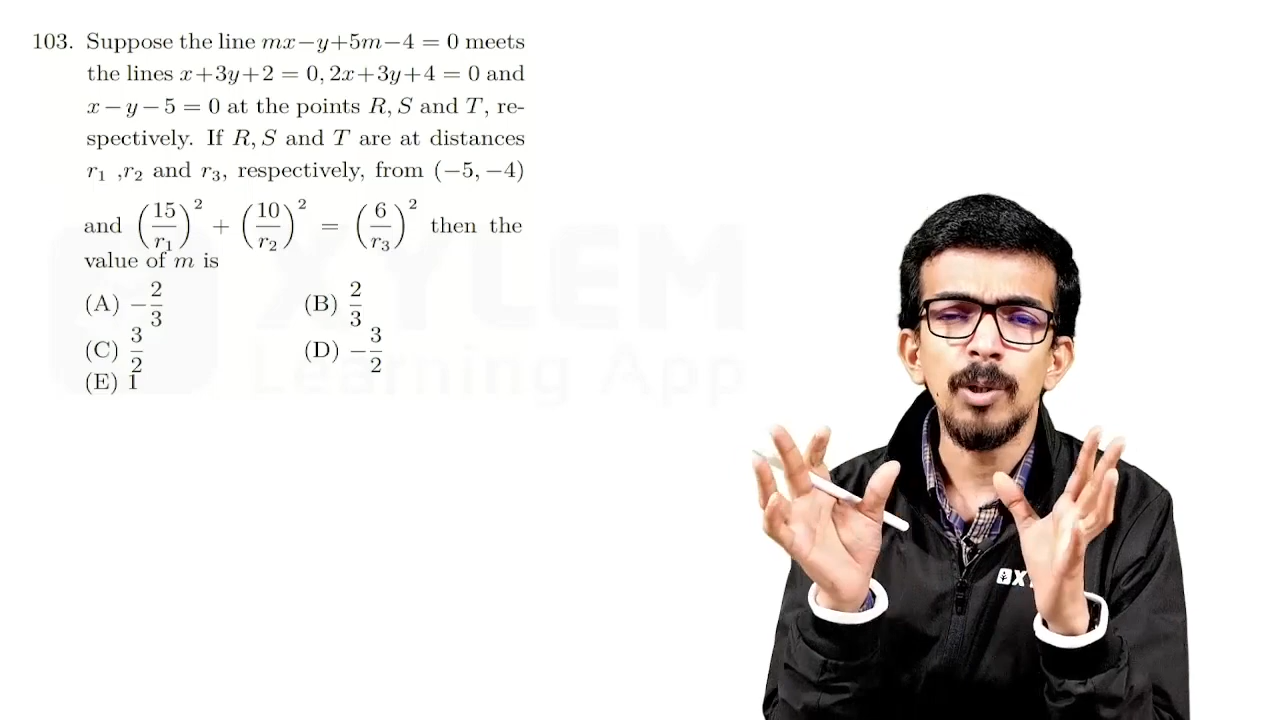 103. Suppose the line mx−y+5m−4 = 0 meets
the lines x+3y+2 = 0, 2x+3y+4 = 0 and
x−y−5 = 0 at the points R, S and T, re-
spectively. If R, S and T are at distances
r₁ ,r₂ and r₃, respectively, from (−5, −4)
and (15/r₁)² + (10/r₂)² = (6/r₃)² then the
value of m is
(A) −2/3 (B) 2/3
(C) 3/2 (D) −3/2
(E) 1
XYLEM
Learning App